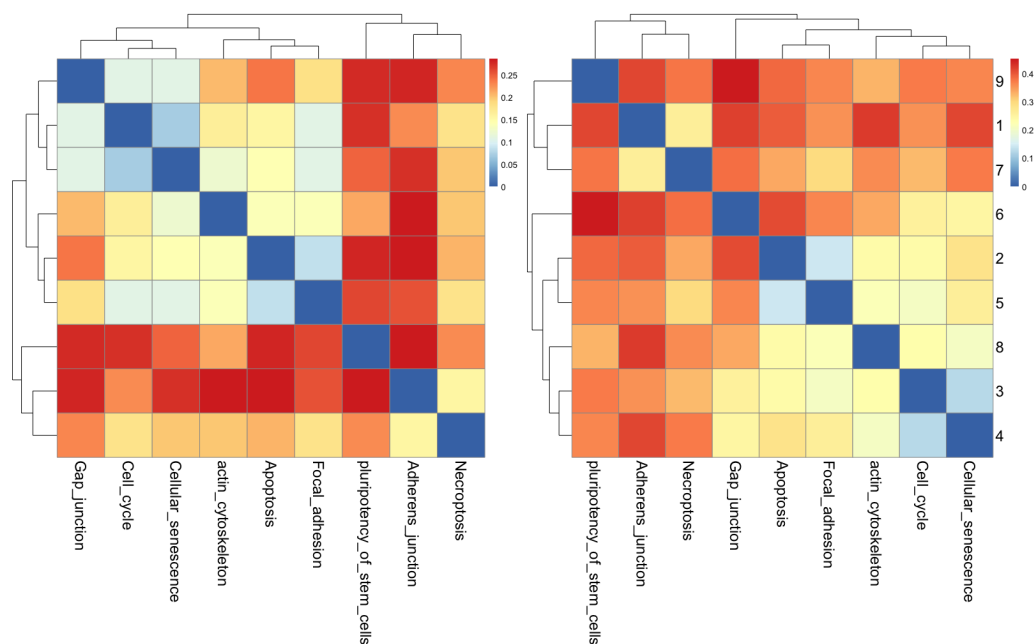 0.25
0.2
0.15
0.1
0.05
0
Gap_junction
Cell_cycle
Cellular_senescence
actin_cytoskeleton
Apoptosis
Focal_adhesion
pluripotency_of_stem_cells
Adherens_junction
Necroptosis
9
1
7
6
2
5
8
3
4
0.4
0.3
0.2
0.1
0
pluripotency_of_stem_cells
Adherens_junction
Necroptosis
Gap_junction
Apoptosis
Focal_adhesion
actin_cytoskeleton
Cell_cycle
Cellular_senescence